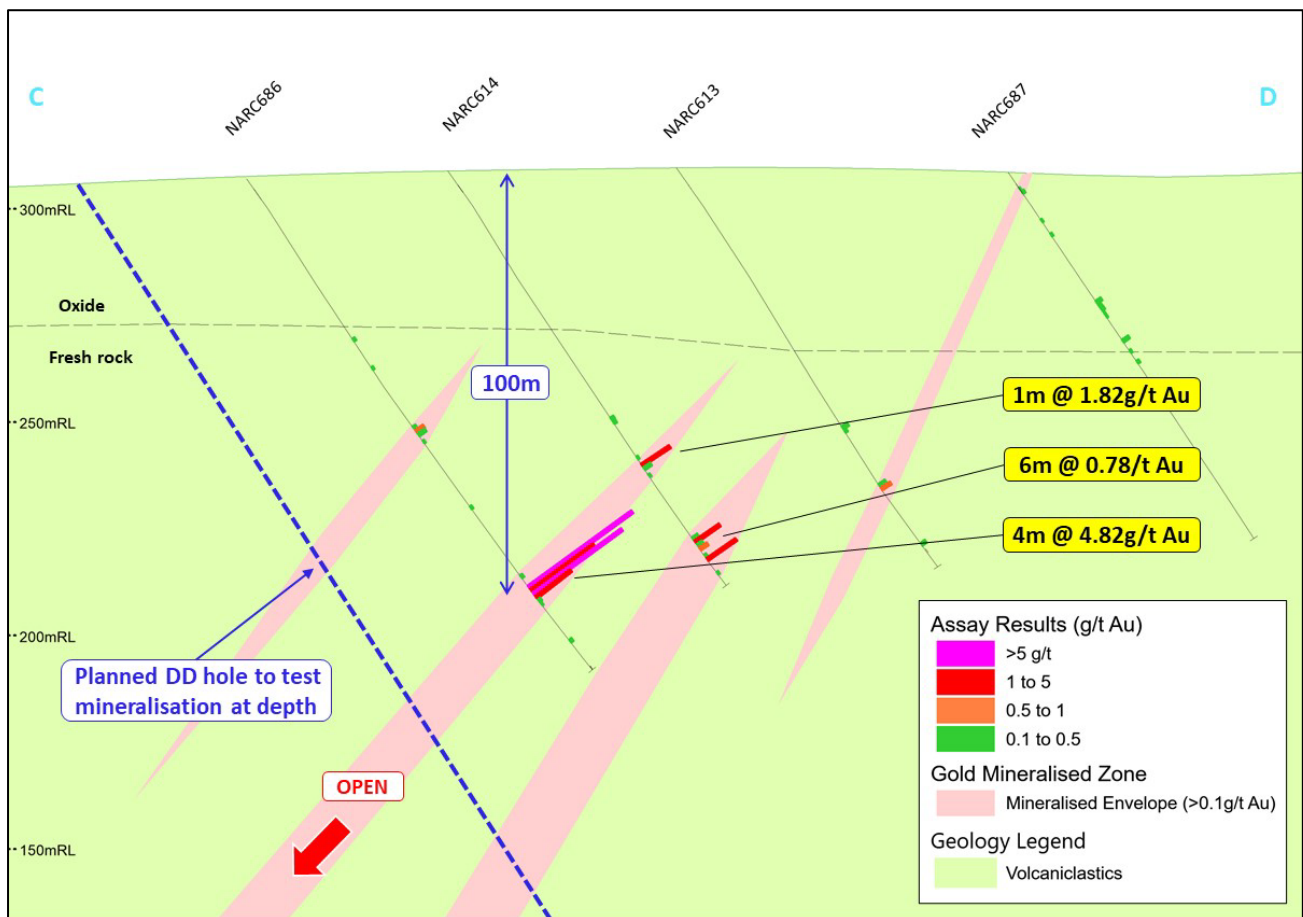 C
NARC686
NARC614
NARC613
NARC687
D
300mRL
Oxide
Fresh rock
100m
1m @ 1.82g/t Au
250mRL
6m @ 0.78/t Au
4m @ 4.82g/t Au
200mRL
Planned DD hole to test
mineralisation at depth
OPEN
150mRL
Assay Results (g/t Au)
>5 g/t
1 to 5
0.5 to 1
0.1 to 0.5
Gold Mineralised Zone
Mineralised Envelope (>0.1g/t Au)
Geology Legend
Volcaniclastics